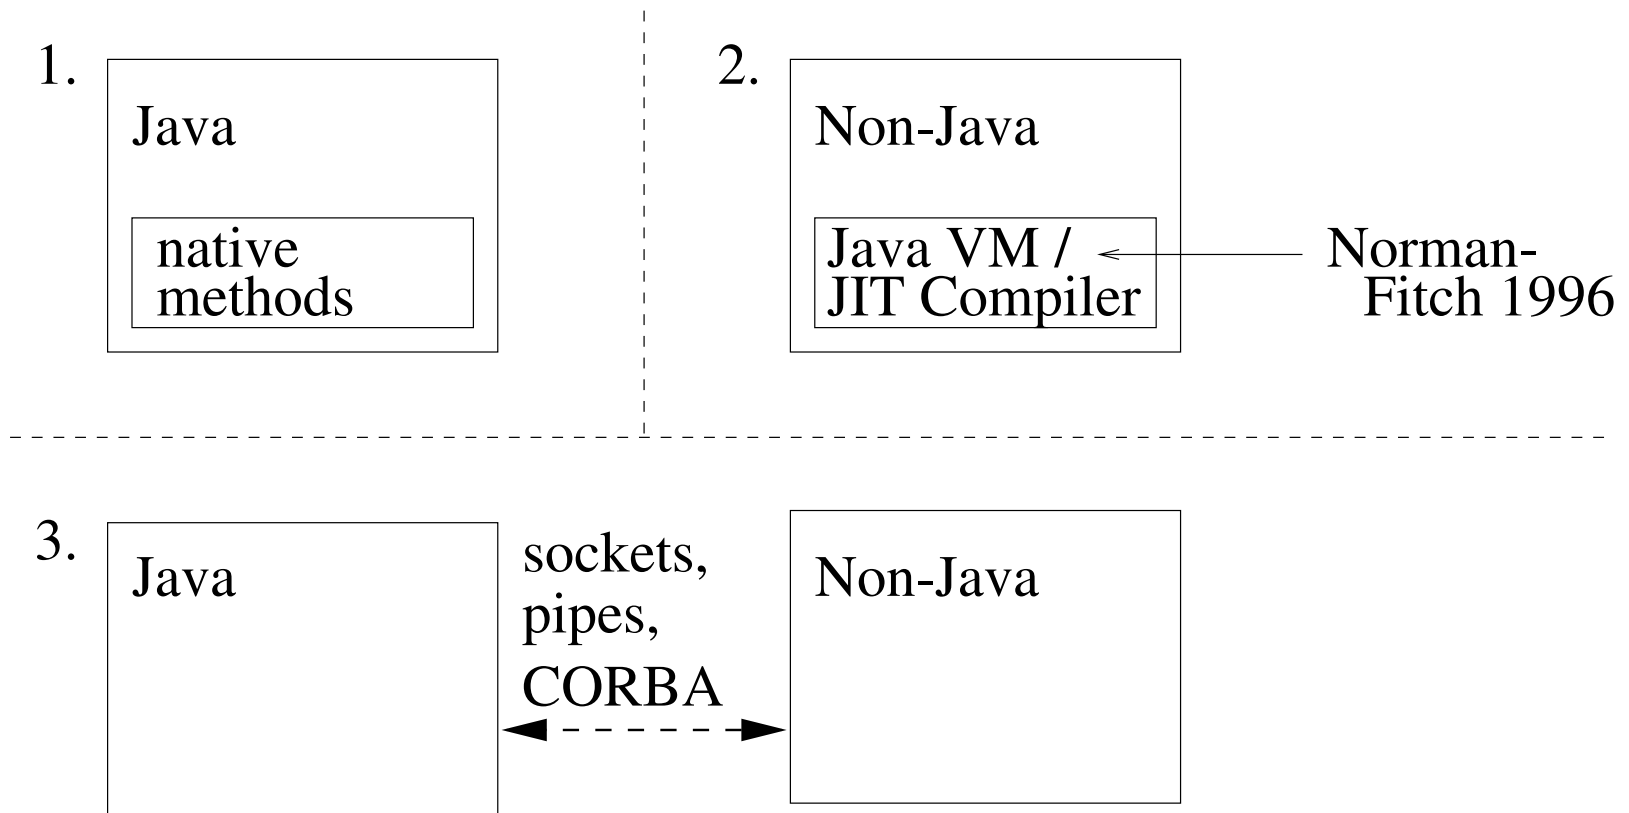 1.
Java
native
methods
2.
Non-Java
Java VM /
JIT Compiler
Norman-
Fitch 1996
3.
Java
sockets,
pipes,
CORBA
Non-Java